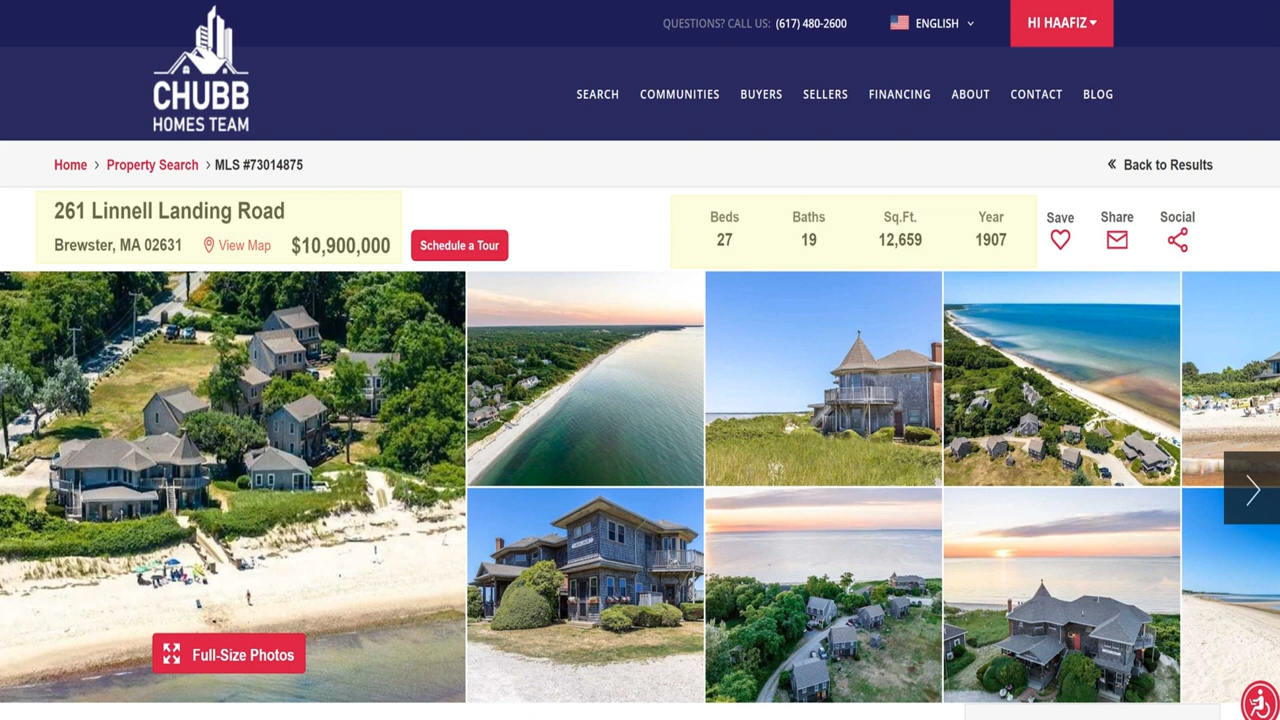 QUESTIONS? CALL US: (617) 480-2600 ENGLISH HI HAAFIZ
CHUBB
HOMES TEAM
SEARCH COMMUNITIES BUYERS SELLERS FINANCING ABOUT CONTACT BLOG
Home > Property Search > MLS #73014875 « Back to Results
261 Linnell Landing Road
Brewster, MA 02631 View Map $10,900,000 Schedule a Tour
Beds Baths Sq.Ft. Year Save Share Social
27 19 12,659 1907
Full-Size Photos